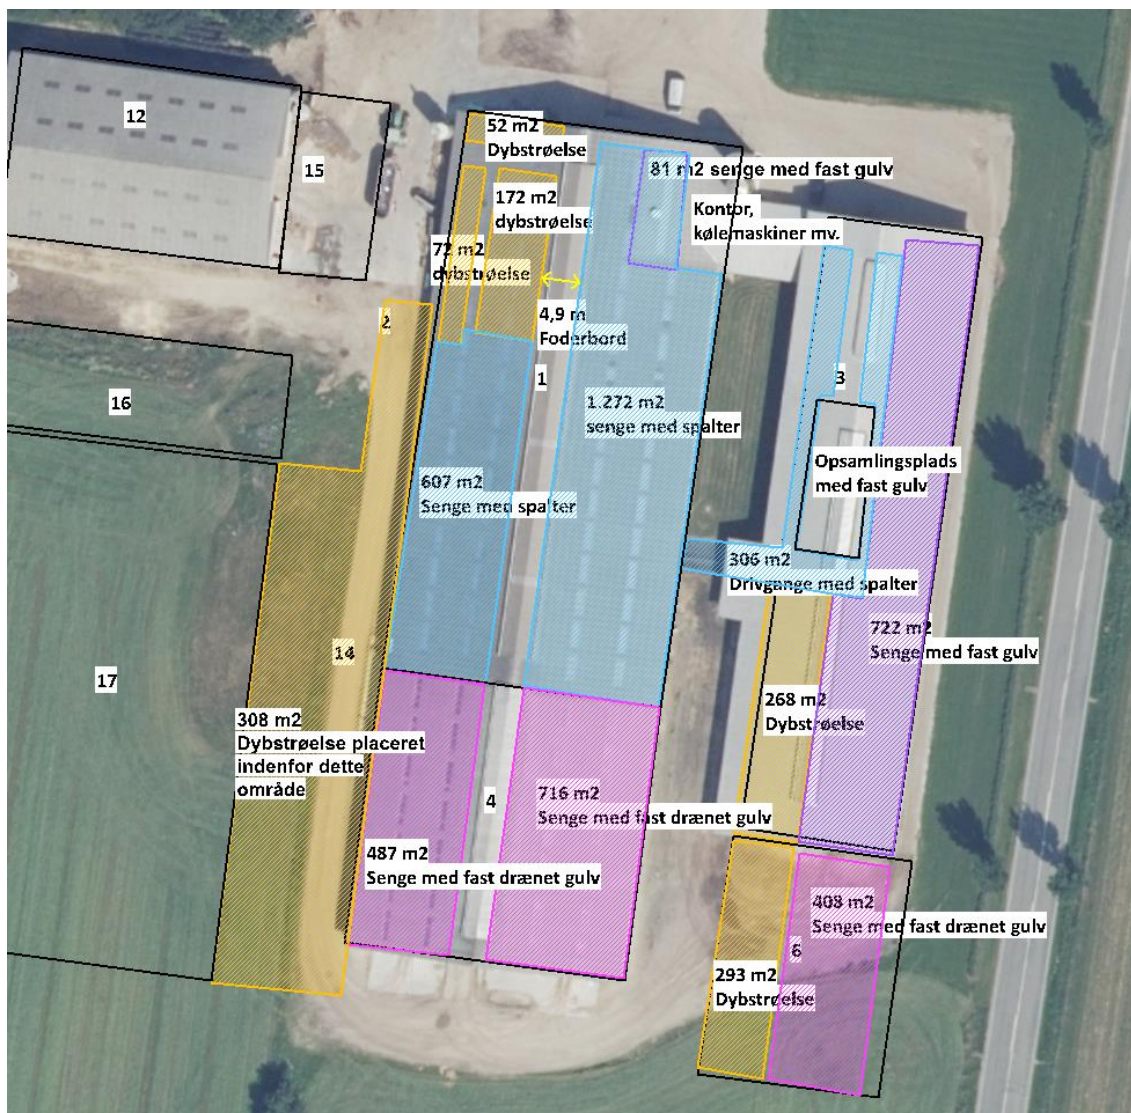 12
15
52 m2
Dybstrøelse
81 m2 senge med fast gulv
172 m2
dybstrøelse
Kontor,
kølemaskiner mv.
72 m2
dybstrøelse
2
4,9 m
Foderbord
1
3
16
1.272 m2
senge med spalter
607 m2
Senge med spalter
Opsamlingsplads
med fast gulv
306 m2
Drivgange med spalter
722 m2
Senge med fast gulv
14
17
268 m2
Dybstrøelse
308 m2
Dybstrøelse placeret
indenfor dette
område
4
716 m2
Senge med fast drænet gulv
487 m2
Senge med fast drænet gulv
408 m2
Senge med fast drænet gulv
6
293 m2
Dybstrøelse